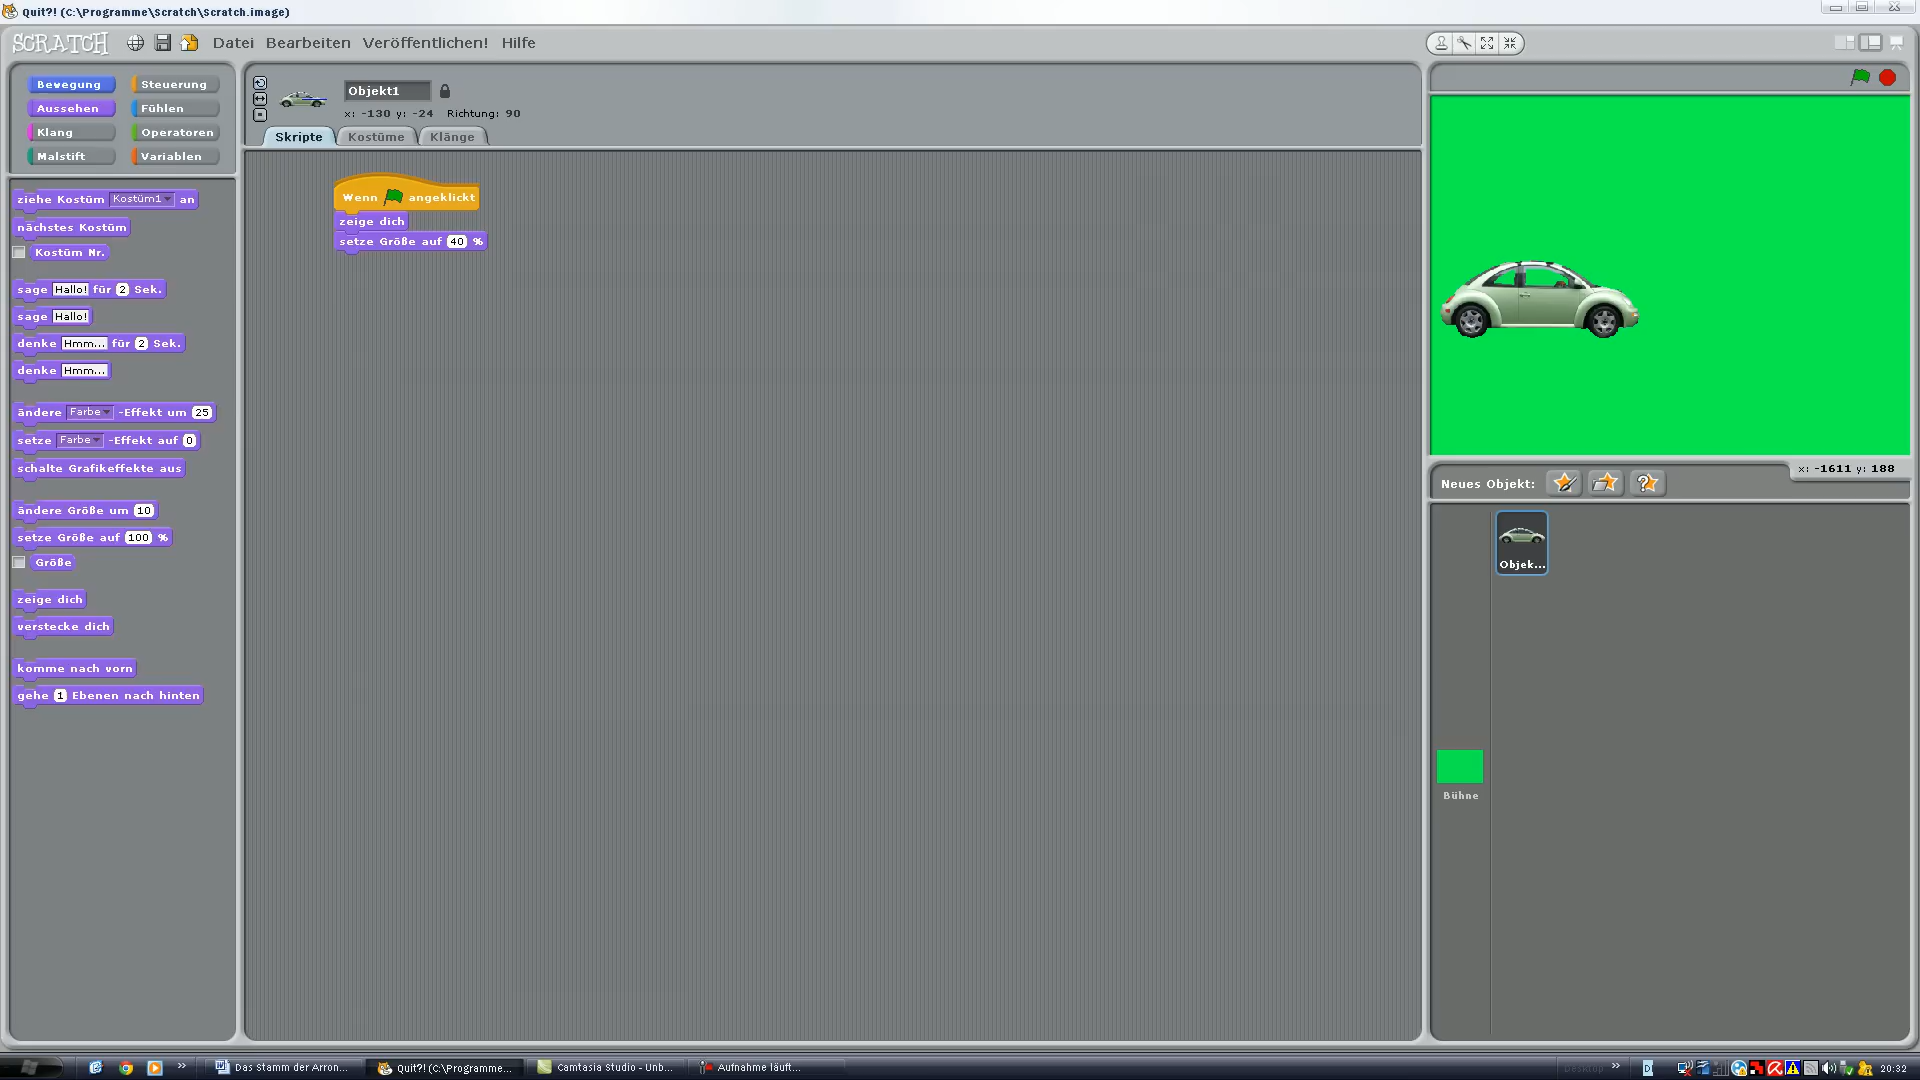 Quit?! (C:\Programme\Scratch\Scratch.image)
SCRATCH Datei Bearbeiten Veröffentlichen! Hilfe
Bewegung Steuerung
Aussehen Fühlen
Klang Operatoren
Malstift Variablen
ziehe Kostüm Kostüm1 an
nächstes Kostüm
Kostüm Nr.
sage Hallo! für 2 Sek.
sage Hallo!
denke Hmm... für 2 Sek.
denke Hmm...
ändere Farbe -Effekt um 25
setze Farbe -Effekt auf 0
schalte Grafikeffekte aus
ändere Größe um 10
setze Größe auf 100 %
Größe
zeige dich
verstecke dich
komme nach vorn
gehe 1 Ebenen nach hinten
Objekt1
x: -130 y: -24 Richtung: 90
Skripte Kostüme Klänge
Wenn angeklickt
zeige dich
setze Größe auf 40 %
x: -1611 y: 188
Neues Objekt:
Objek...
Bühne
Das Stamm der Arron... Quit?! (C:\Programme... Camtasia Studio - Unb... Aufnahme läuft... Desktop » 20:32